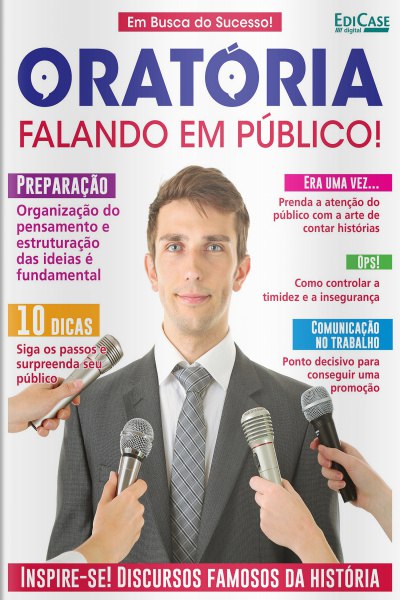 Em Busca do Sucesso!
EDICASE
digital
ORATÓRIA
FALANDO EM PÚBLICO!
PREPARAÇÃO
Organização do
pensamento e
estruturação
das ideias é
fundamental
10 DICAS
Siga os passos e
surpreenda seu
público
ERA UMA VEZ...
Prenda a atenção do
público com a arte de
contar histórias
OPS!
Como controlar a
timidez e a insegurança
COMUNICAÇÃO
NO TRABALHO
Ponto decisivo para
conseguir uma
promoção
INSPIRE-SE! DISCURSOS FAMOSOS DA HISTÓRIA